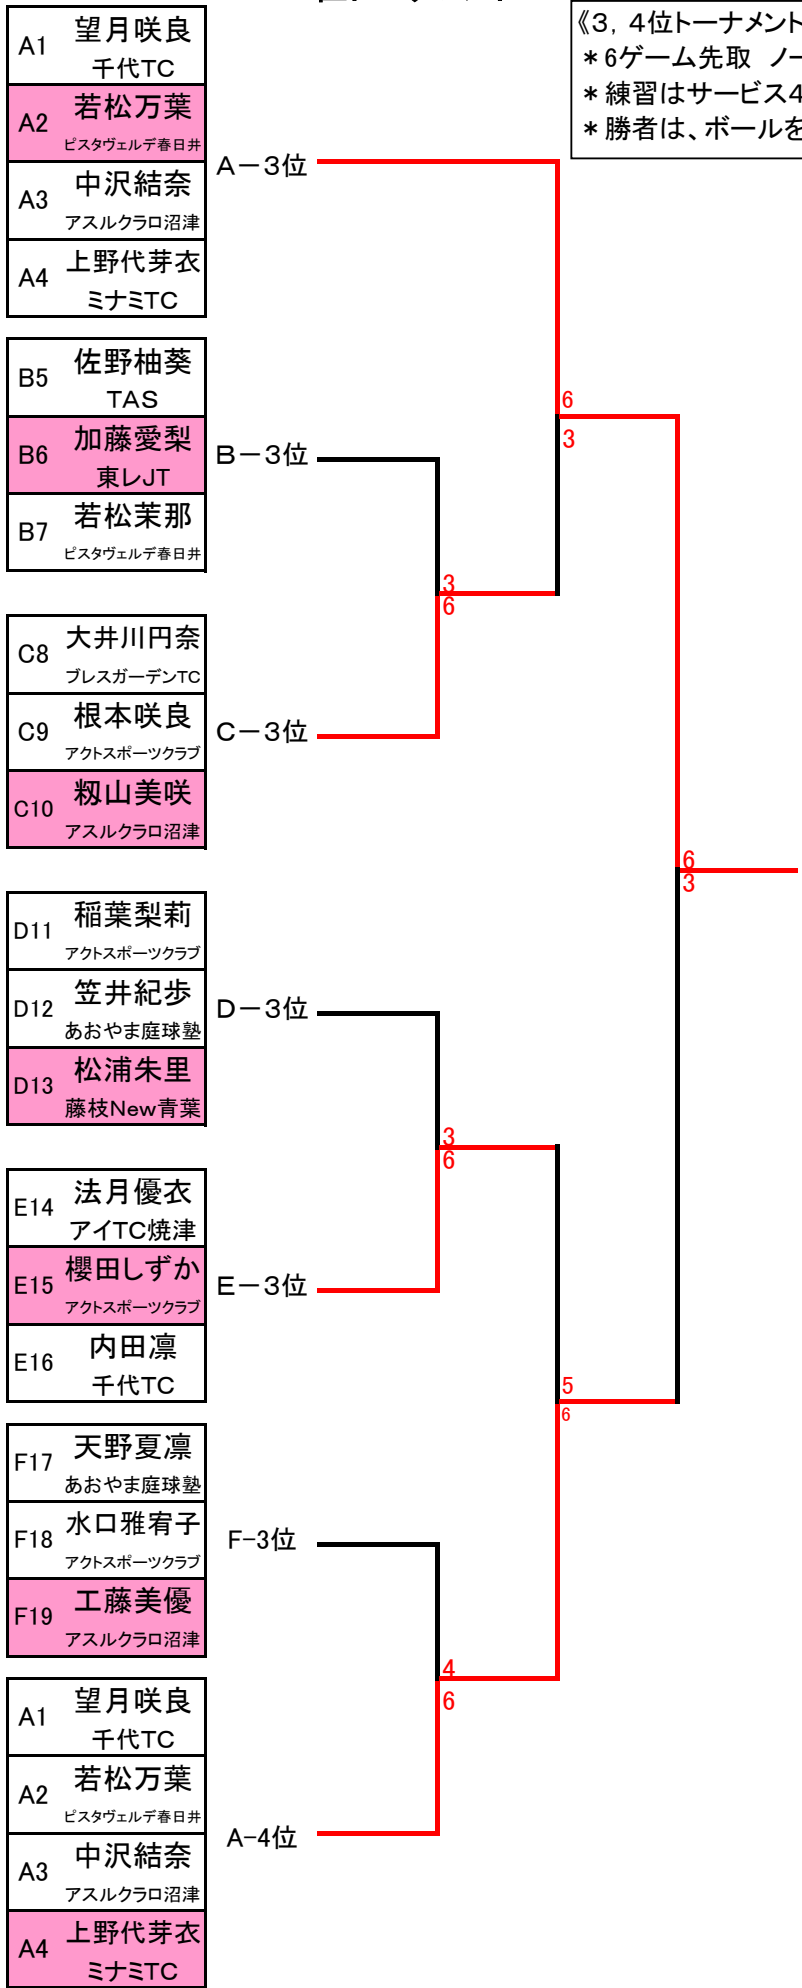 《3，4位トーナメント
＊6ゲーム先取　ノー
＊練習はサービス4
＊勝者は、ボールを
A1 望月咲良
千代TC
A2 若松万葉
ビスタヴェルデ春日井
A3 中沢結奈
アスルクラロ沼津
A4 上野代芽衣
ミナミTC
A－3位
B5 佐野柚葵
TAS
B6 加藤愛梨
東レJT
B7 若松茉那
ビスタヴェルデ春日井
B－3位
6
3
3
6
C8 大井川円奈
ブレスガーデンTC
C9 根本咲良
アクトスポーツクラブ
C10 籾山美咲
アスルクラロ沼津
C－3位
6
3
D11 稲葉梨莉
アクトスポーツクラブ
D12 笠井紀歩
あおやま庭球塾
D13 松浦朱里
藤枝New青葉
D－3位
3
6
E14 法月優衣
アイTC焼津
E15 櫻田しずか
アクトスポーツクラブ
E16 内田凛
千代TC
E－3位
5
6
F17 天野夏凛
あおやま庭球塾
F18 水口雅宥子
アクトスポーツクラブ
F19 工藤美優
アスルクラロ沼津
F-3位
4
6
A1 望月咲良
千代TC
A2 若松万葉
ビスタヴェルデ春日井
A3 中沢結奈
アスルクラロ沼津
A4 上野代芽衣
ミナミTC
A-4位